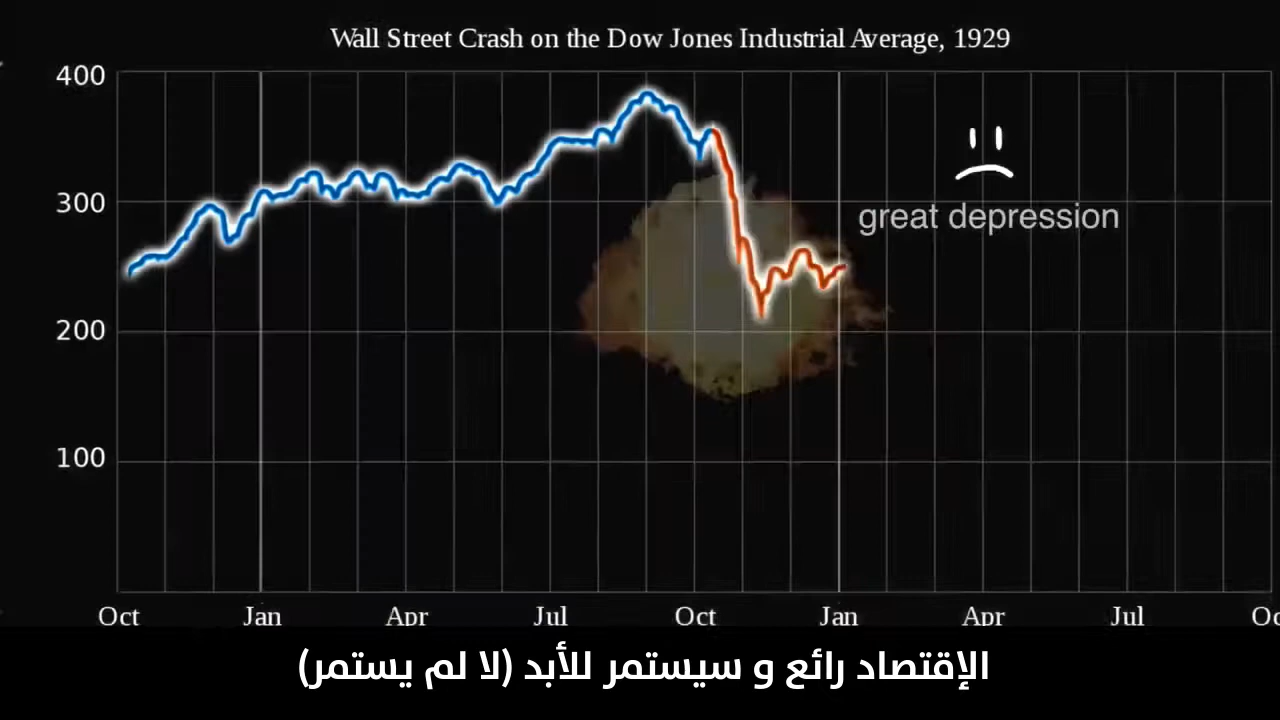 Wall Street Crash on the Dow Jones Industrial Average, 1929
400
300
200
100
great depression
Oct Jan Apr Jul Oct Jan Apr Jul Oc
الإقتصاد رائع و سيستمر للأبد (لا لم يستمر)